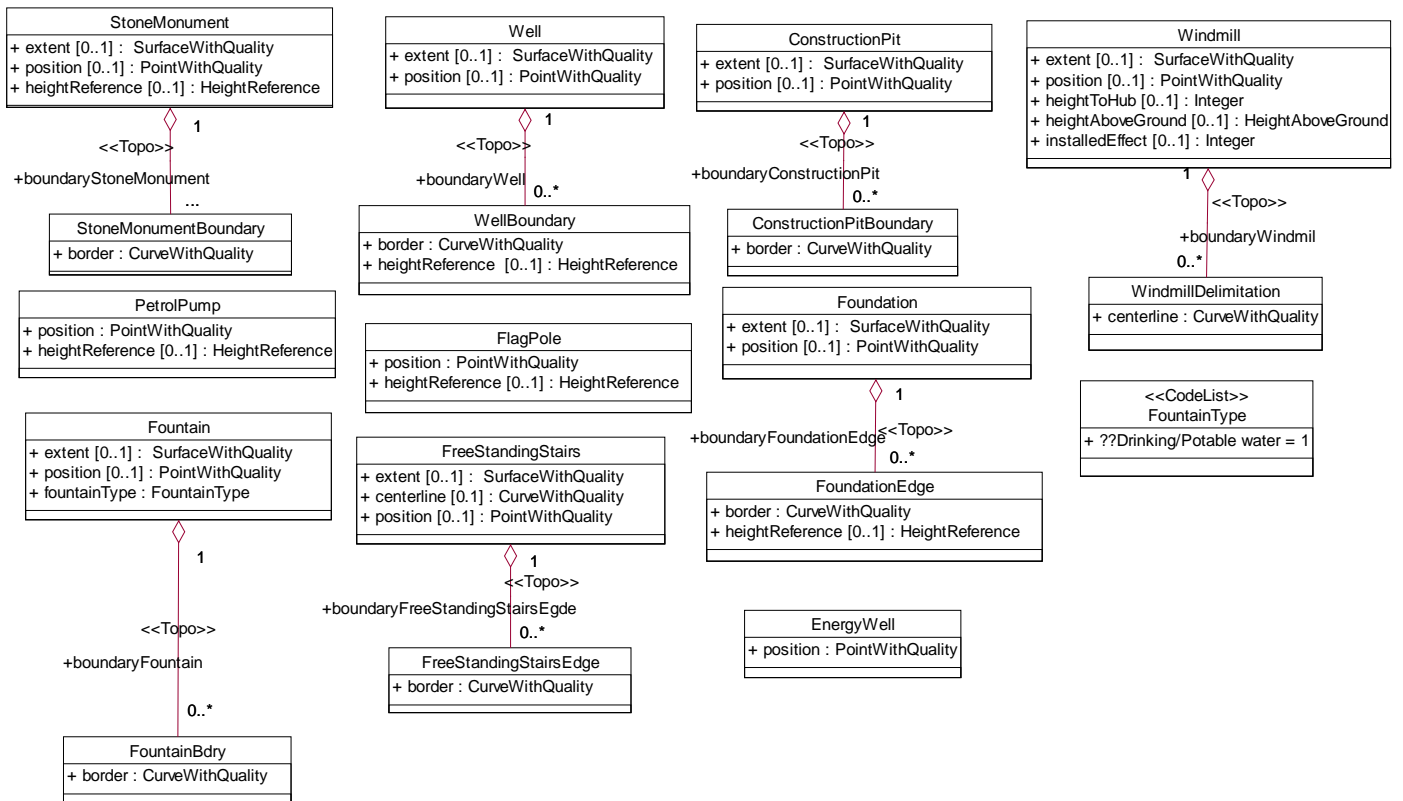 StoneMonument
+ extent [0..1] : SurfaceWithQuality
+ position [0..1] : PointWithQuality
+ heightReference [0..1] : HeightReference
1
<<Topo>>
+boundaryStoneMonument
...
StoneMonumentBoundary
+ border : CurveWithQuality
Well
+ extent [0..1] : SurfaceWithQuality
+ position [0..1] : PointWithQuality
1
<<Topo>>
+boundaryWell
0..*
WellBoundary
+ border : CurveWithQuality
+ heightReference [0..1] : HeightReference
ConstructionPit
+ extent [0..1] : SurfaceWithQuality
+ position [0..1] : PointWithQuality
1
<<Topo>>
+boundaryConstructionPit
0..*
ConstructionPitBoundary
+ border : CurveWithQuality
Windmill
+ extent [0..1] : SurfaceWithQuality
+ position [0..1] : PointWithQuality
+ heightToHub [0..1] : Integer
+ heightAboveGround [0..1] : HeightAboveGround
+ installedEffect [0..1] : Integer
1
<<Topo>>
+boundaryWindmil
0..*
WindmillDelimitation
+ centerline : CurveWithQuality
PetrolPump
+ position : PointWithQuality
+ heightReference [0..1] : HeightReference
FlagPole
+ position : PointWithQuality
+ heightReference [0..1] : HeightReference
Foundation
+ extent [0..1] : SurfaceWithQuality
+ position [0..1] : PointWithQuality
1
<<Topo>>
+boundaryFoundationEdge
0..*
FoundationEdge
+ border : CurveWithQuality
+ heightReference [0..1] : HeightReference
<<CodeList>>
FountainType
+ ??Drinking/Potable water = 1
Fountain
+ extent [0..1] : SurfaceWithQuality
+ position [0..1] : PointWithQuality
+ fountainType : FountainType
1
<<Topo>>
+boundaryFountain
0..*
FountainBdry
+ border : CurveWithQuality
FreeStandingStairs
+ extent [0..1] : SurfaceWithQuality
+ centerline [0.1] : CurveWithQuality
+ position [0..1] : PointWithQuality
1
<<Topo>>
+boundaryFreeStandingStairsEgde
0..*
FreeStandingStairsEdge
+ border : CurveWithQuality
EnergyWell
+ position : PointWithQuality